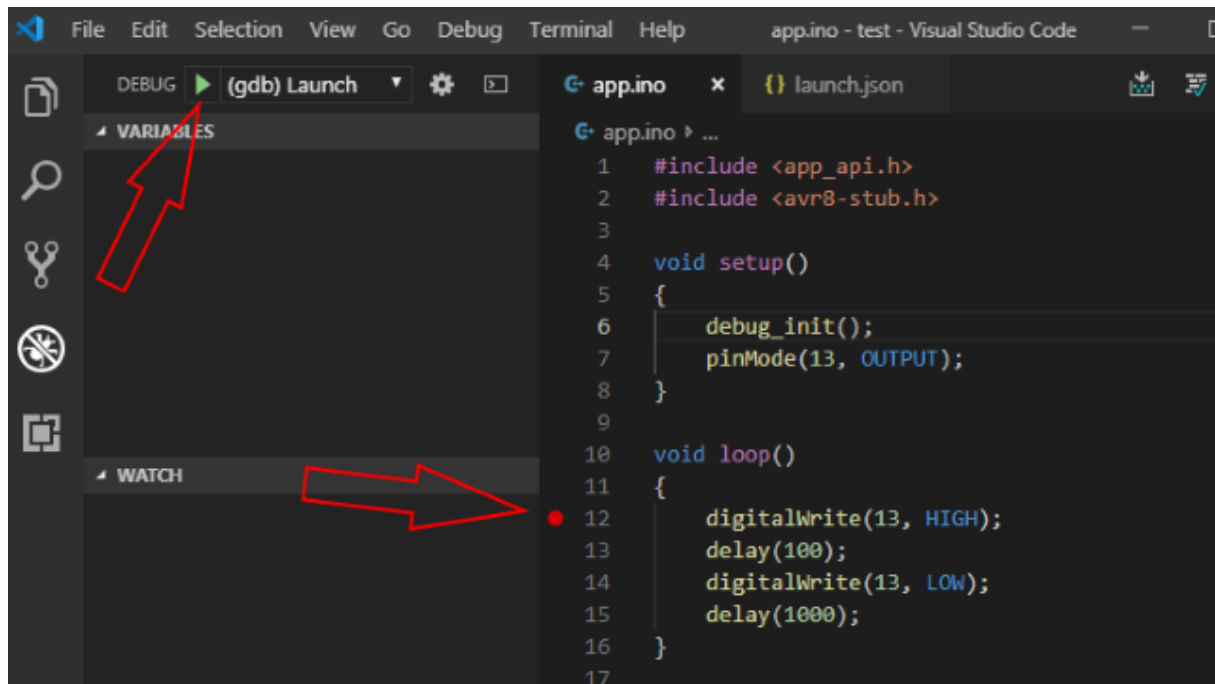 File Edit Selection View Go Debug Terminal Help app.ino - test - Visual Studio Code
DEBUG (gdb) Launch
app.ino × {} launch.json
VARIABLES
app.ino ...
1 #include <app_api.h>
2 #include <avr8-stub.h>
3
4 void setup()
5 {
6 debug_init();
7 pinMode(13, OUTPUT);
8 }
9
10 void loop()
WATCH
11 {
12 digitalWrite(13, HIGH);
13 delay(100);
14 digitalWrite(13, LOW);
15 delay(1000);
16 }
17